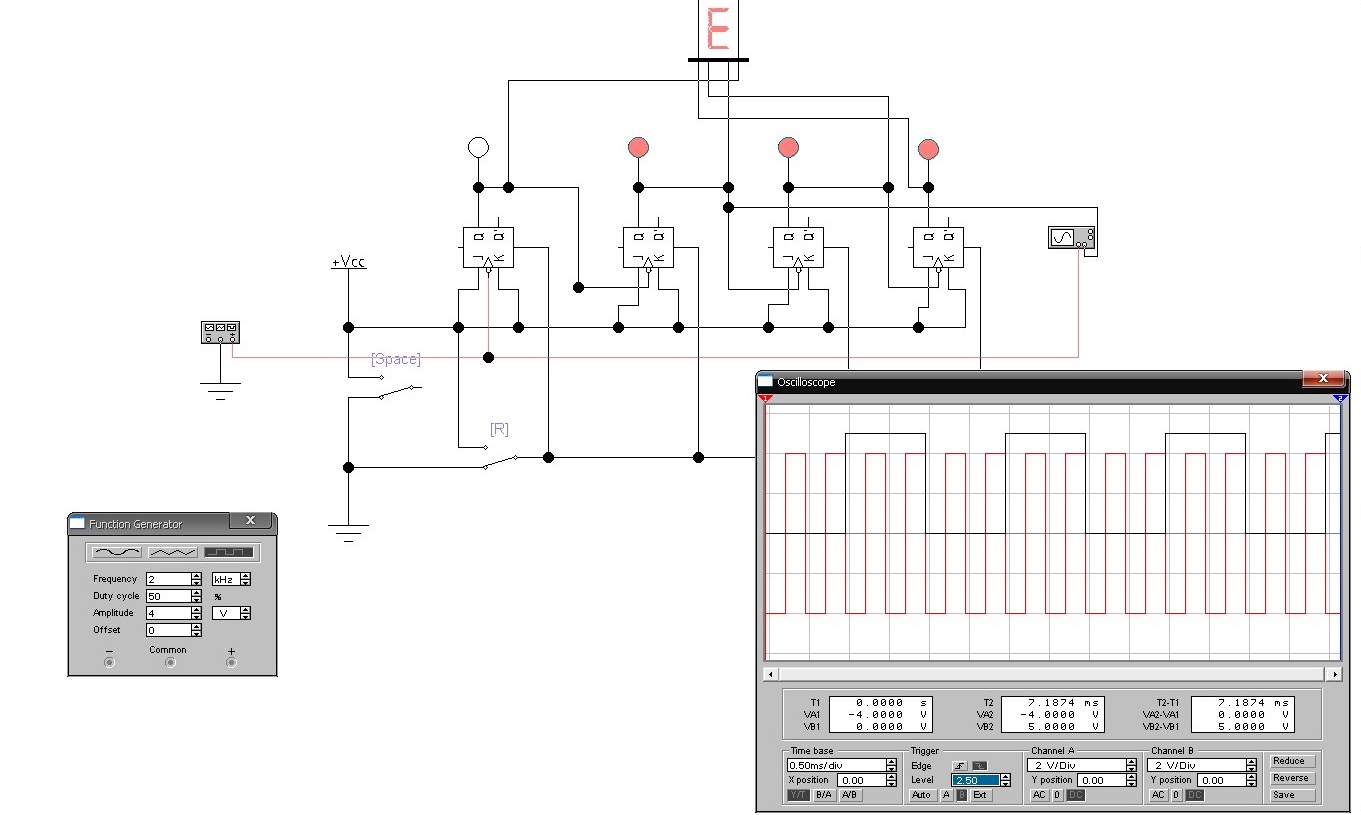 E
Q Q
J K
Q Q
J K
Q Q
J K
Q Q
J K
+Vcc
[Space]
[R]
Function Generator X
Frequency 2 kHz
Duty cycle 50 %
Amplitude 4 V
Offset 0
− Common +
Oscilloscope X
1 2
T1 0.0000 s T2 7.1874 ms T2-T1 7.1874 ms
VA1 -4.0000 V VA2 -4.0000 V VA2-VA1 0.0000 V
VB1 0.0000 V VB2 5.0000 V VB2-VB1 5.0000 V
Time base Trigger Channel A Channel B
0.50ms/div Edge 2 V/Div 2 V/Div Reduce
X position 0.00 Level 2.50 Y position 0.00 Y position 0.00 Reverse
Y/T B/A A/B Auto A B Ext AC 0 DC AC 0 DC Save